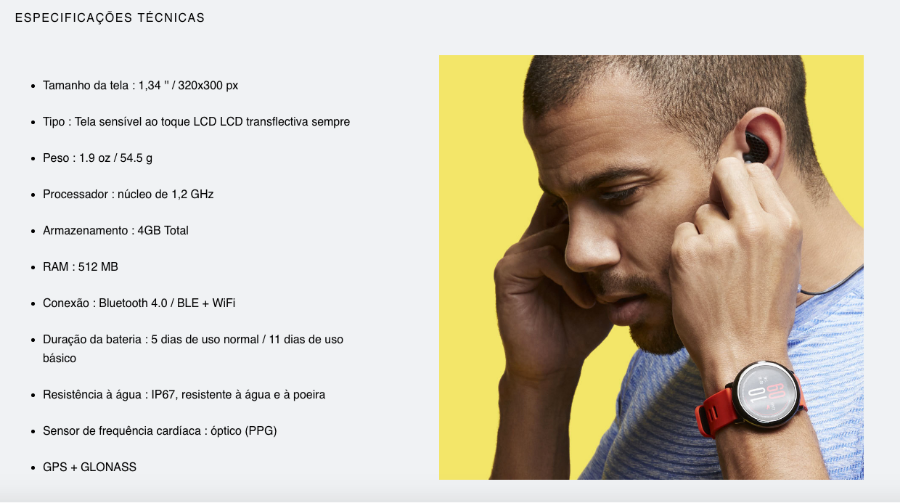 ESPECIFICAÇÕES TÉCNICAS
Tamanho da tela : 1,34 " / 320x300 px
Tipo : Tela sensível ao toque LCD LCD transflectiva sempre
Peso : 1.9 oz / 54.5 g
Processador : núcleo de 1,2 GHz
Armazenamento : 4GB Total
RAM : 512 MB
Conexão : Bluetooth 4.0 / BLE + WiFi
Duração da bateria : 5 dias de uso normal / 11 dias de uso
básico
Resistência à água : IP67, resistente à água e à poeira
Sensor de frequência cardíaca : óptico (PPG)
GPS + GLONASS
10
09